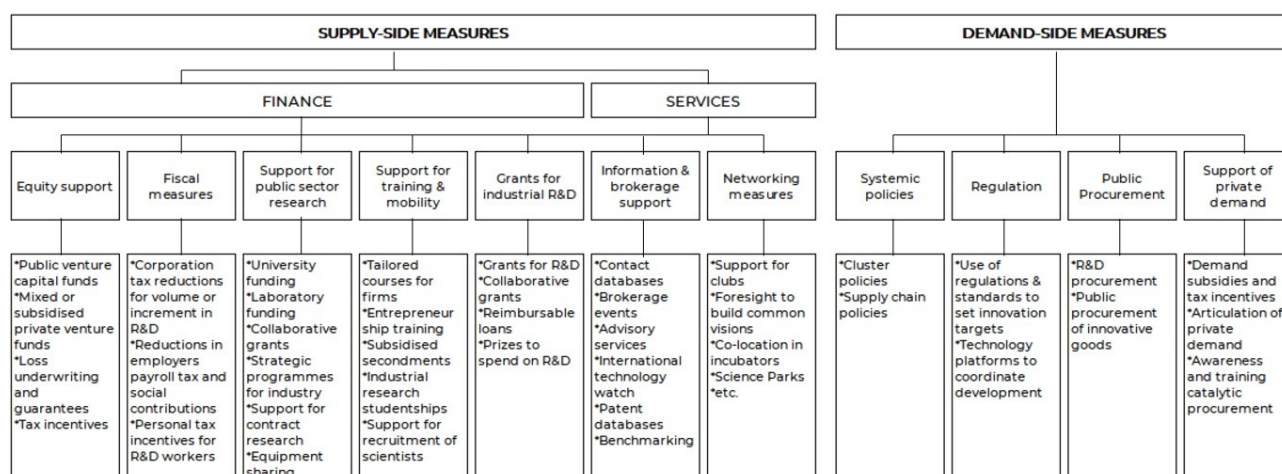 SUPPLY-SIDE MEASURES
DEMAND-SIDE MEASURES
FINANCE
SERVICES
Equity support
Fiscal
measures
Support for
public sector
research
Support for
training &
mobility
Grants for
industrial R&D
Information &
brokerage
support
Networking
measures
Systemic
policies
Regulation
Public
Procurement
Support of
private
demand
*Public venture
capital funds
*Mixed or
subsidised
private venture
funds
*Loss
underwriting
and
guarantees
*Tax incentives
*Corporation
tax reductions
for volume or
increment in
R&D
*Reductions in
employers
payroll tax and
social
contributions
*Personal tax
incentives for
R&D workers
*University
funding
*Laboratory
funding
*Collaborative
grants
*Strategic
programmes
for industry
*Support for
contract
research
*Equipment
sharing
*Tailored
courses for
firms
*Entrepreneur
ship training
*Subsidised
secondments
*Industrial
research
studentships
*Support for
recruitment of
scientists
*Grants for R&D
*Collaborative
grants
*Reimbursable
loans
*Prizes to
spend on R&D
*Contact
databases
*Brokerage
events
*Advisory
services
*International
technology
watch
*Patent
databases
*Benchmarking
*Support for
clubs
*Foresight to
build common
visions
*Co-location in
incubators
*Science Parks
*etc.
*Cluster
policies
*Supply chain
policies
*Use of
regulations &
standards to
set innovation
targets
*Technology
platforms to
coordinate
development
*R&D
procurement
*Public
procurement
of innovative
goods
*Demand
subsidies and
tax incentives
*Articulation of
private
demand
*Awareness
and training
catalytic
procurement